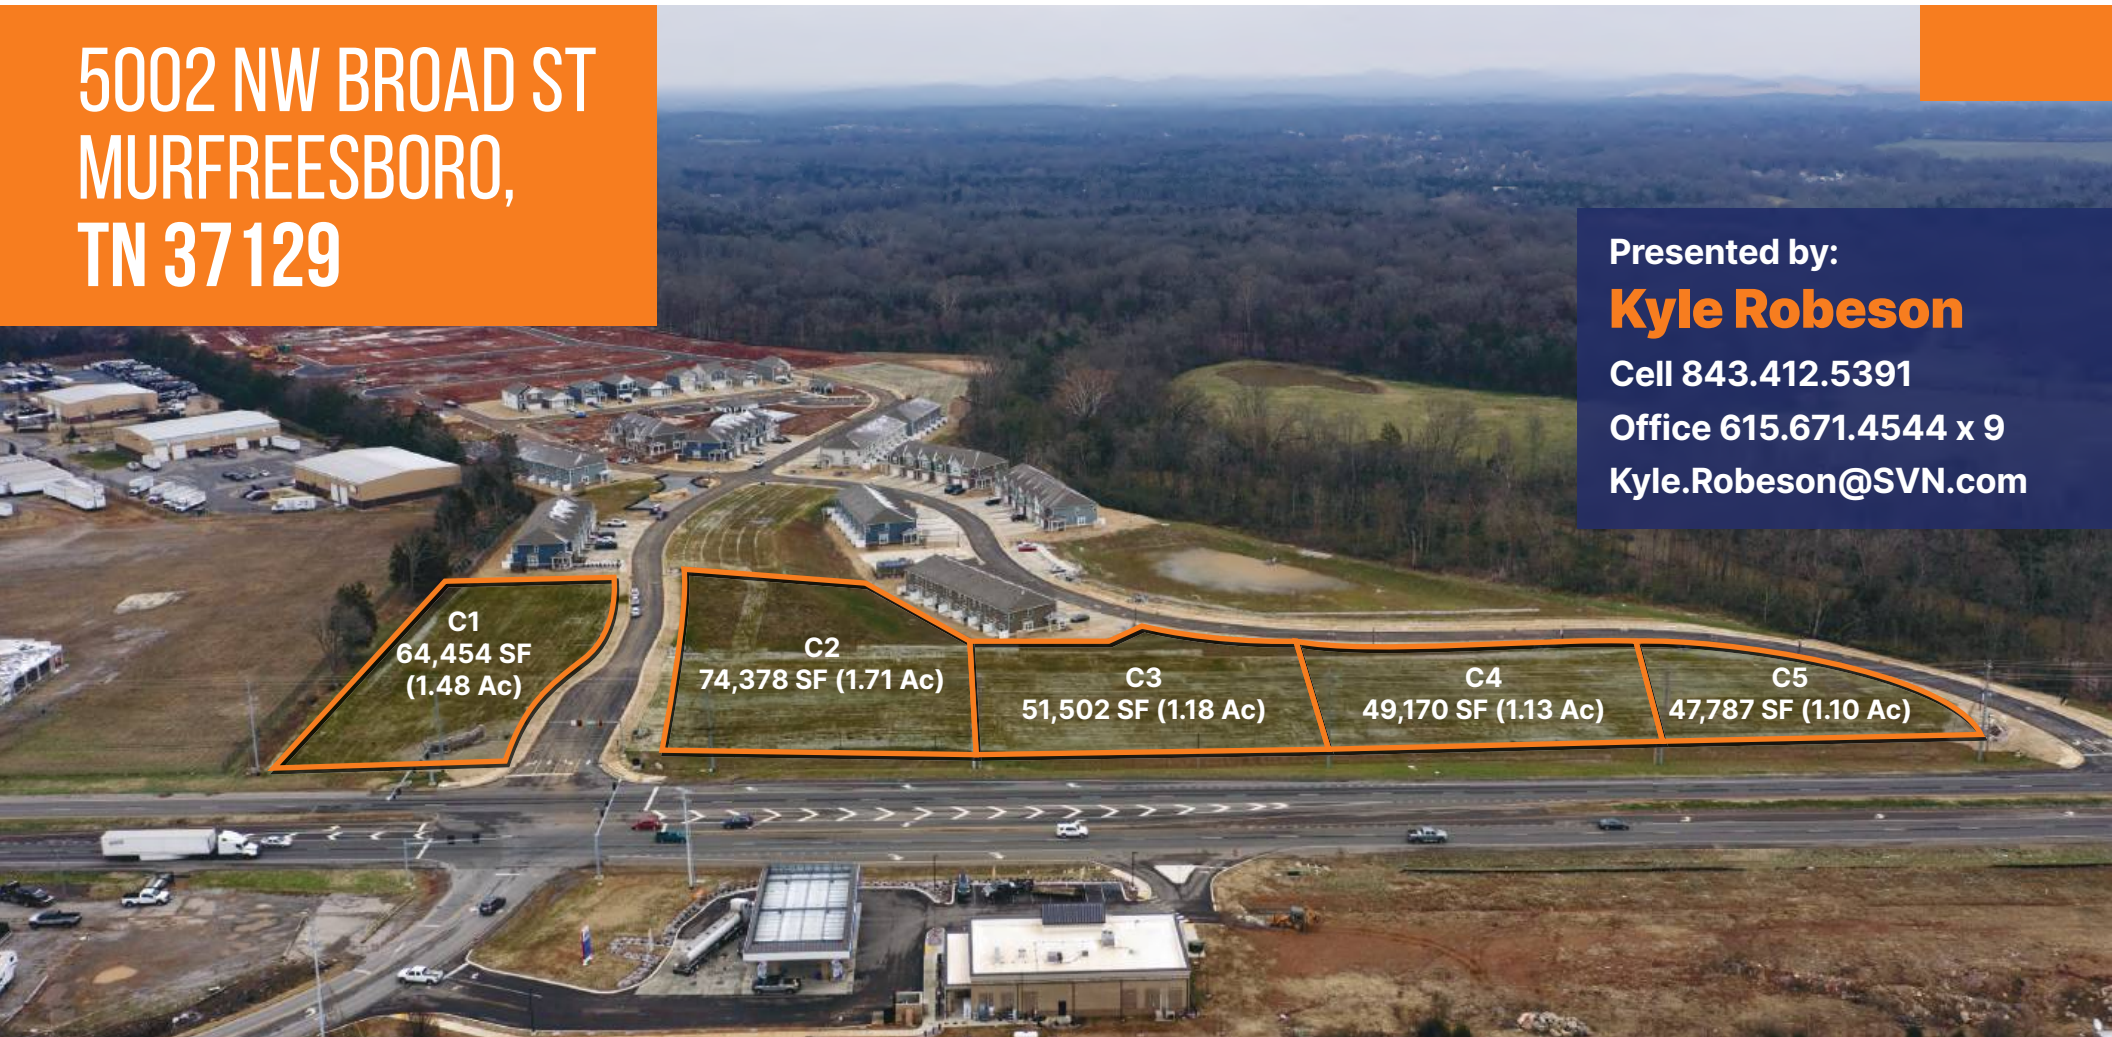 5002 NW BROAD ST
MURFREESBORO,
TN 37129
Presented by:
Kyle Robeson
Cell 843.412.5391
Office 615.671.4544 x 9
Kyle.Robeson@SVN.com
C1
64,454 SF
(1.48 Ac)
C2
74,378 SF (1.71 Ac)
C3
51,502 SF (1.18 Ac)
C4
49,170 SF (1.13 Ac)
C5
47,787 SF (1.10 Ac)